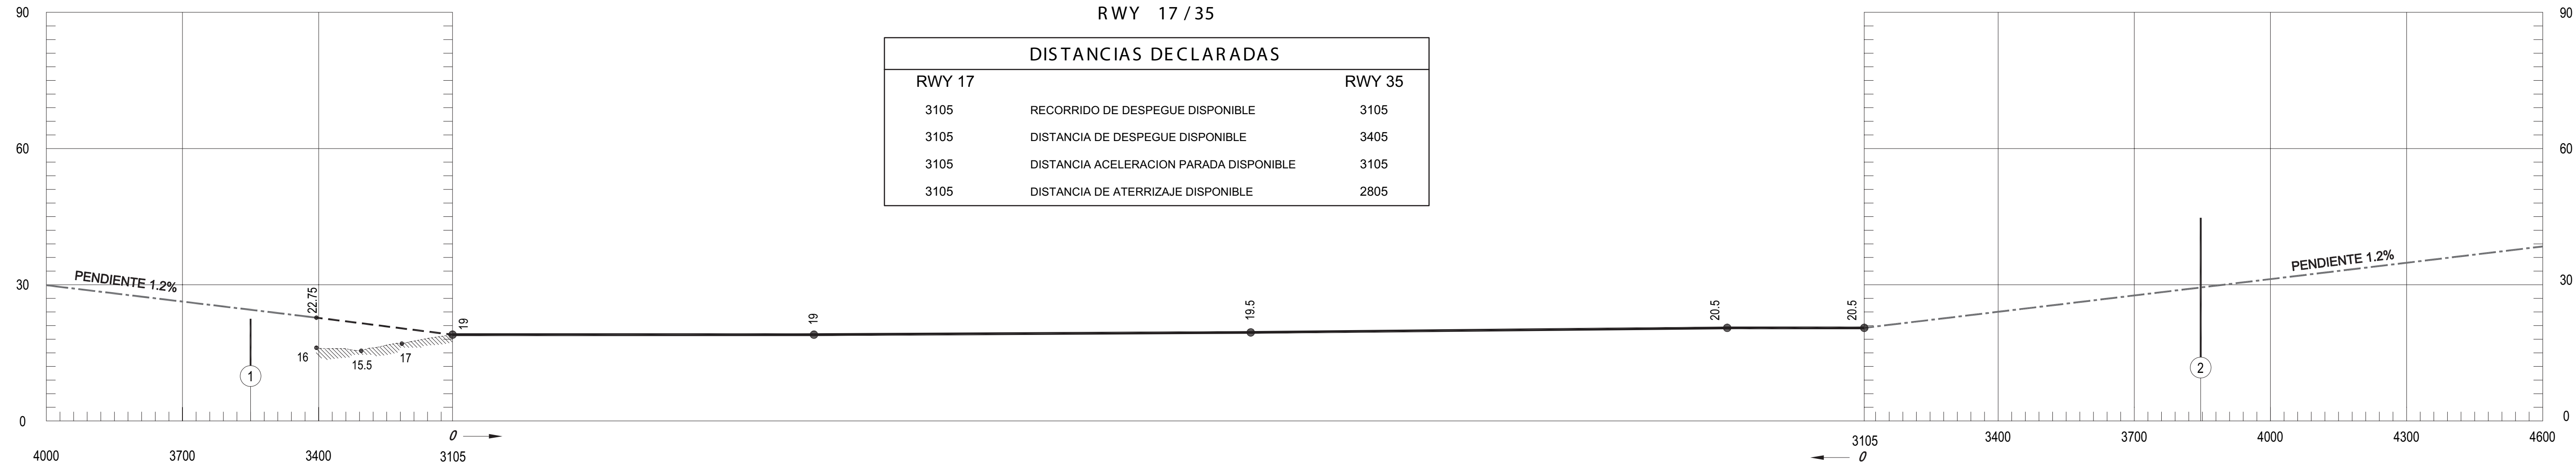 RWY 17 / 35
DISTANCIAS DECLARADAS
RWY 17 RWY 35
3105 RECORRIDO DE DESPEGUE DISPONIBLE 3105
3105 DISTANCIA DE DESPEGUE DISPONIBLE 3405
3105 DISTANCIA ACELERACION PARADA DISPONIBLE 3105
3105 DISTANCIA DE ATERRIZAJE DISPONIBLE 2805
90
60
30
0
PENDIENTE 1.2%
22.75
1
16
15.5
17
19
19
19.5
20.5
20.5
PENDIENTE 1.2%
2
90
60
30
0
0
3105 3400 3700 4000 4300 4600
4000 3700 3400 3105
0